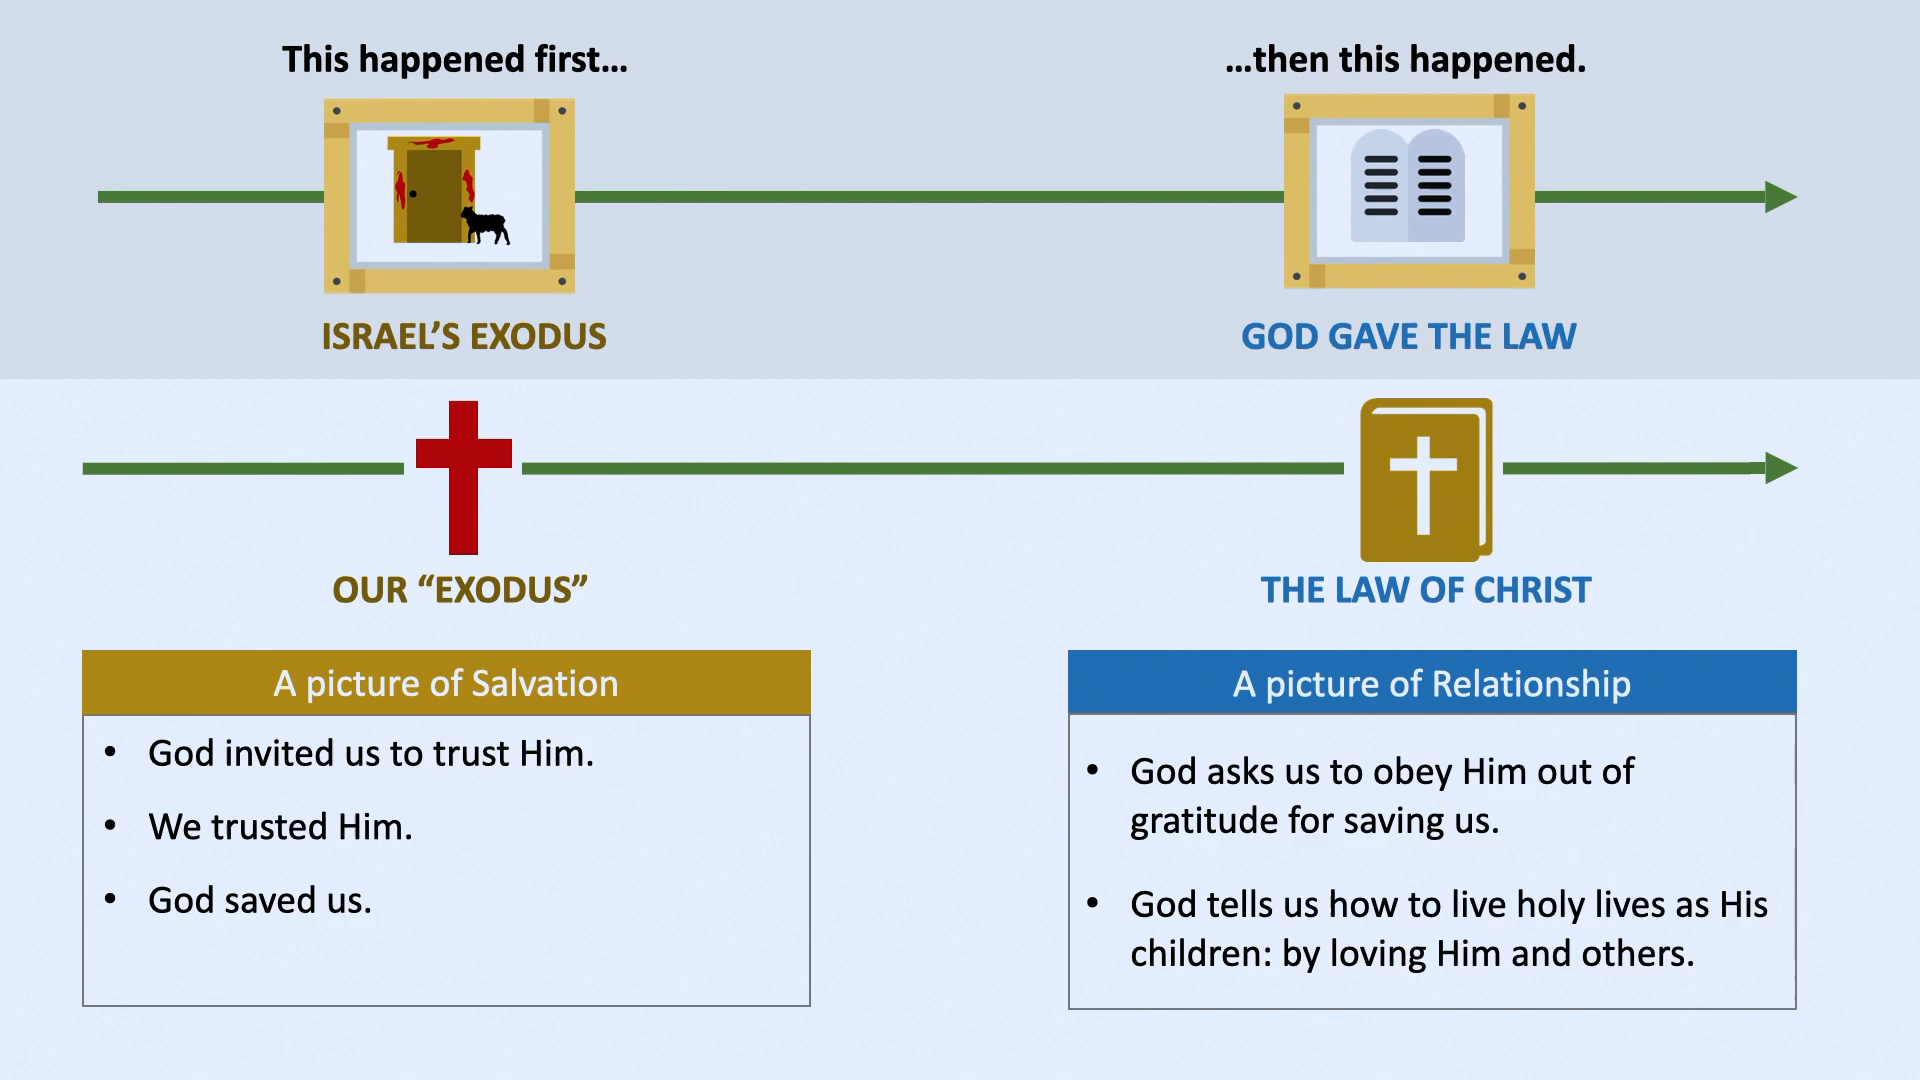 This happened first...
...then this happened.
ISRAEL’S EXODUS
GOD GAVE THE LAW
OUR “EXODUS”
THE LAW OF CHRIST
A picture of Salvation
• God invited us to trust Him.
• We trusted Him.
• God saved us.
A picture of Relationship
• God asks us to obey Him out of
gratitude for saving us.
• God tells us how to live holy lives as His
children: by loving Him and others.